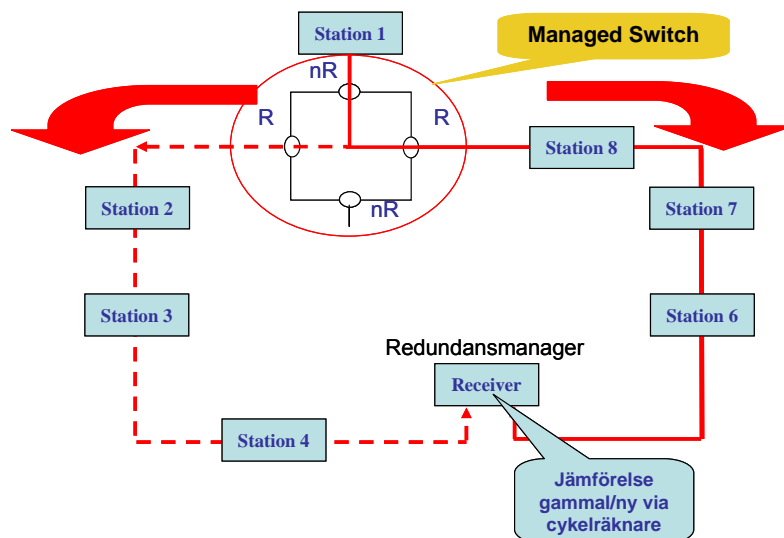 Station 1
Managed Switch
nR
R
R
Station 8
Station 2
nR
Station 7
Station 3
Station 6
Redundansmanager
Receiver
Station 4
Jämförelse
gammal/ny via
cykelräknare